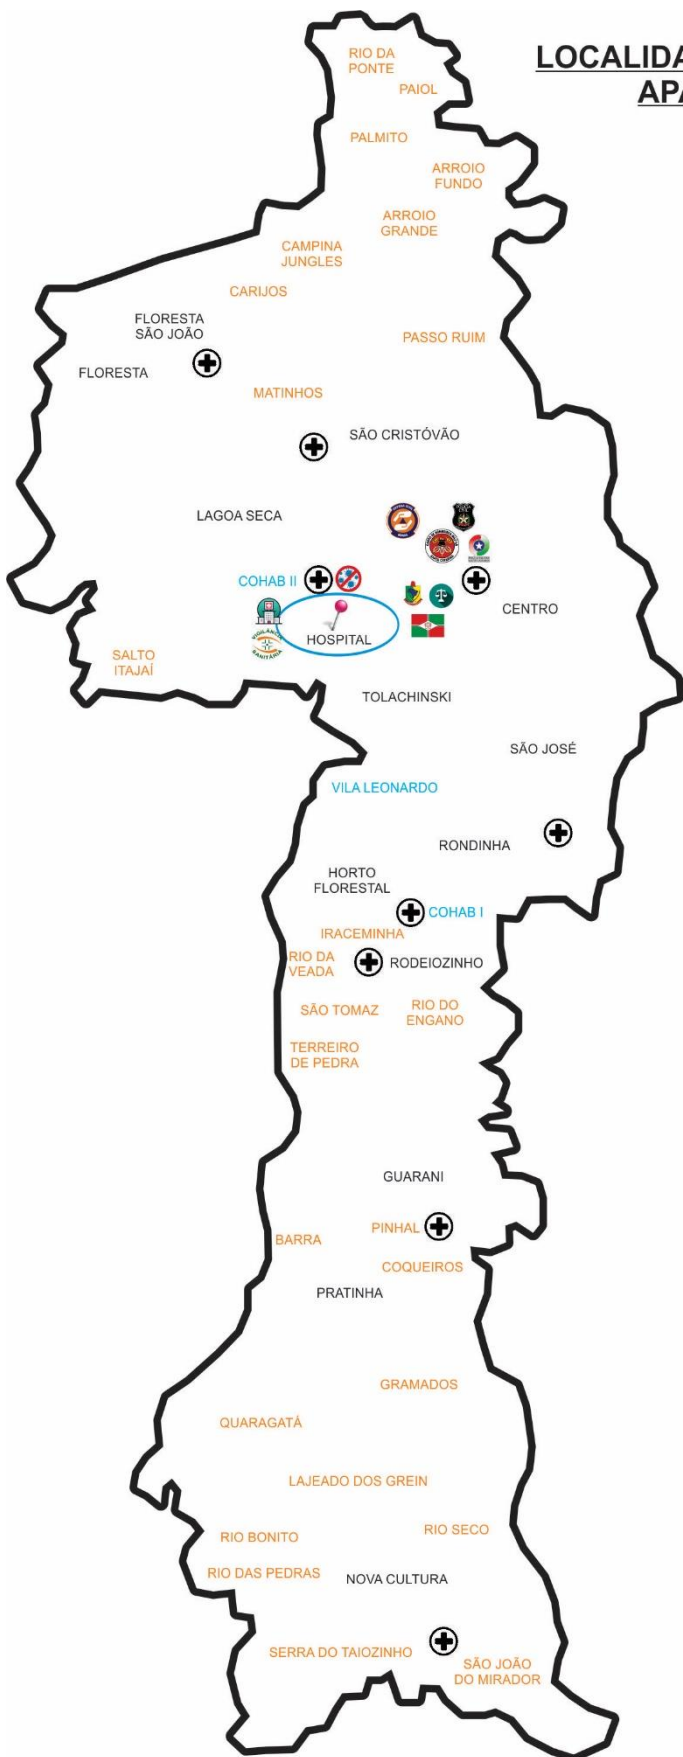 LOCALIDA
APA
RIO DA
PONTE
PAIOL
PALMITO
ARROIO
FUNDO
ARROIO
GRANDE
CAMPINA
JUNGLES
CARIJOS
FLORESTA
SÃO JOÃO
PASSO RUIM
FLORESTA
MATINHOS
SÃO CRISTÓVÃO
LAGOA SECA
COHAB II
CENTRO
VIGILÂNCIA
SANITÁRIA
HOSPITAL
SALTO
ITAJAÍ
TOLACHINSKI
SÃO JOSÉ
VILA LEONARDO
RONDINHA
HORTO
FLORESTAL
COHAB I
IRACEMINHA
RIO DA
VEADA
RODEIOZINHO
SÃO TOMAZ
RIO DO
ENGANO
TERREIRO
DE PEDRA
GUARANI
PINHAL
BARRA
COQUEIROS
PRATINHA
GRAMADOS
QUARAGATÁ
LAJEADO DOS GREIN
RIO SECO
RIO BONITO
RIO DAS PEDRAS
NOVA CULTURA
SERRA DO TAIOZINHO
SÃO JOÃO
DO MIRADOR